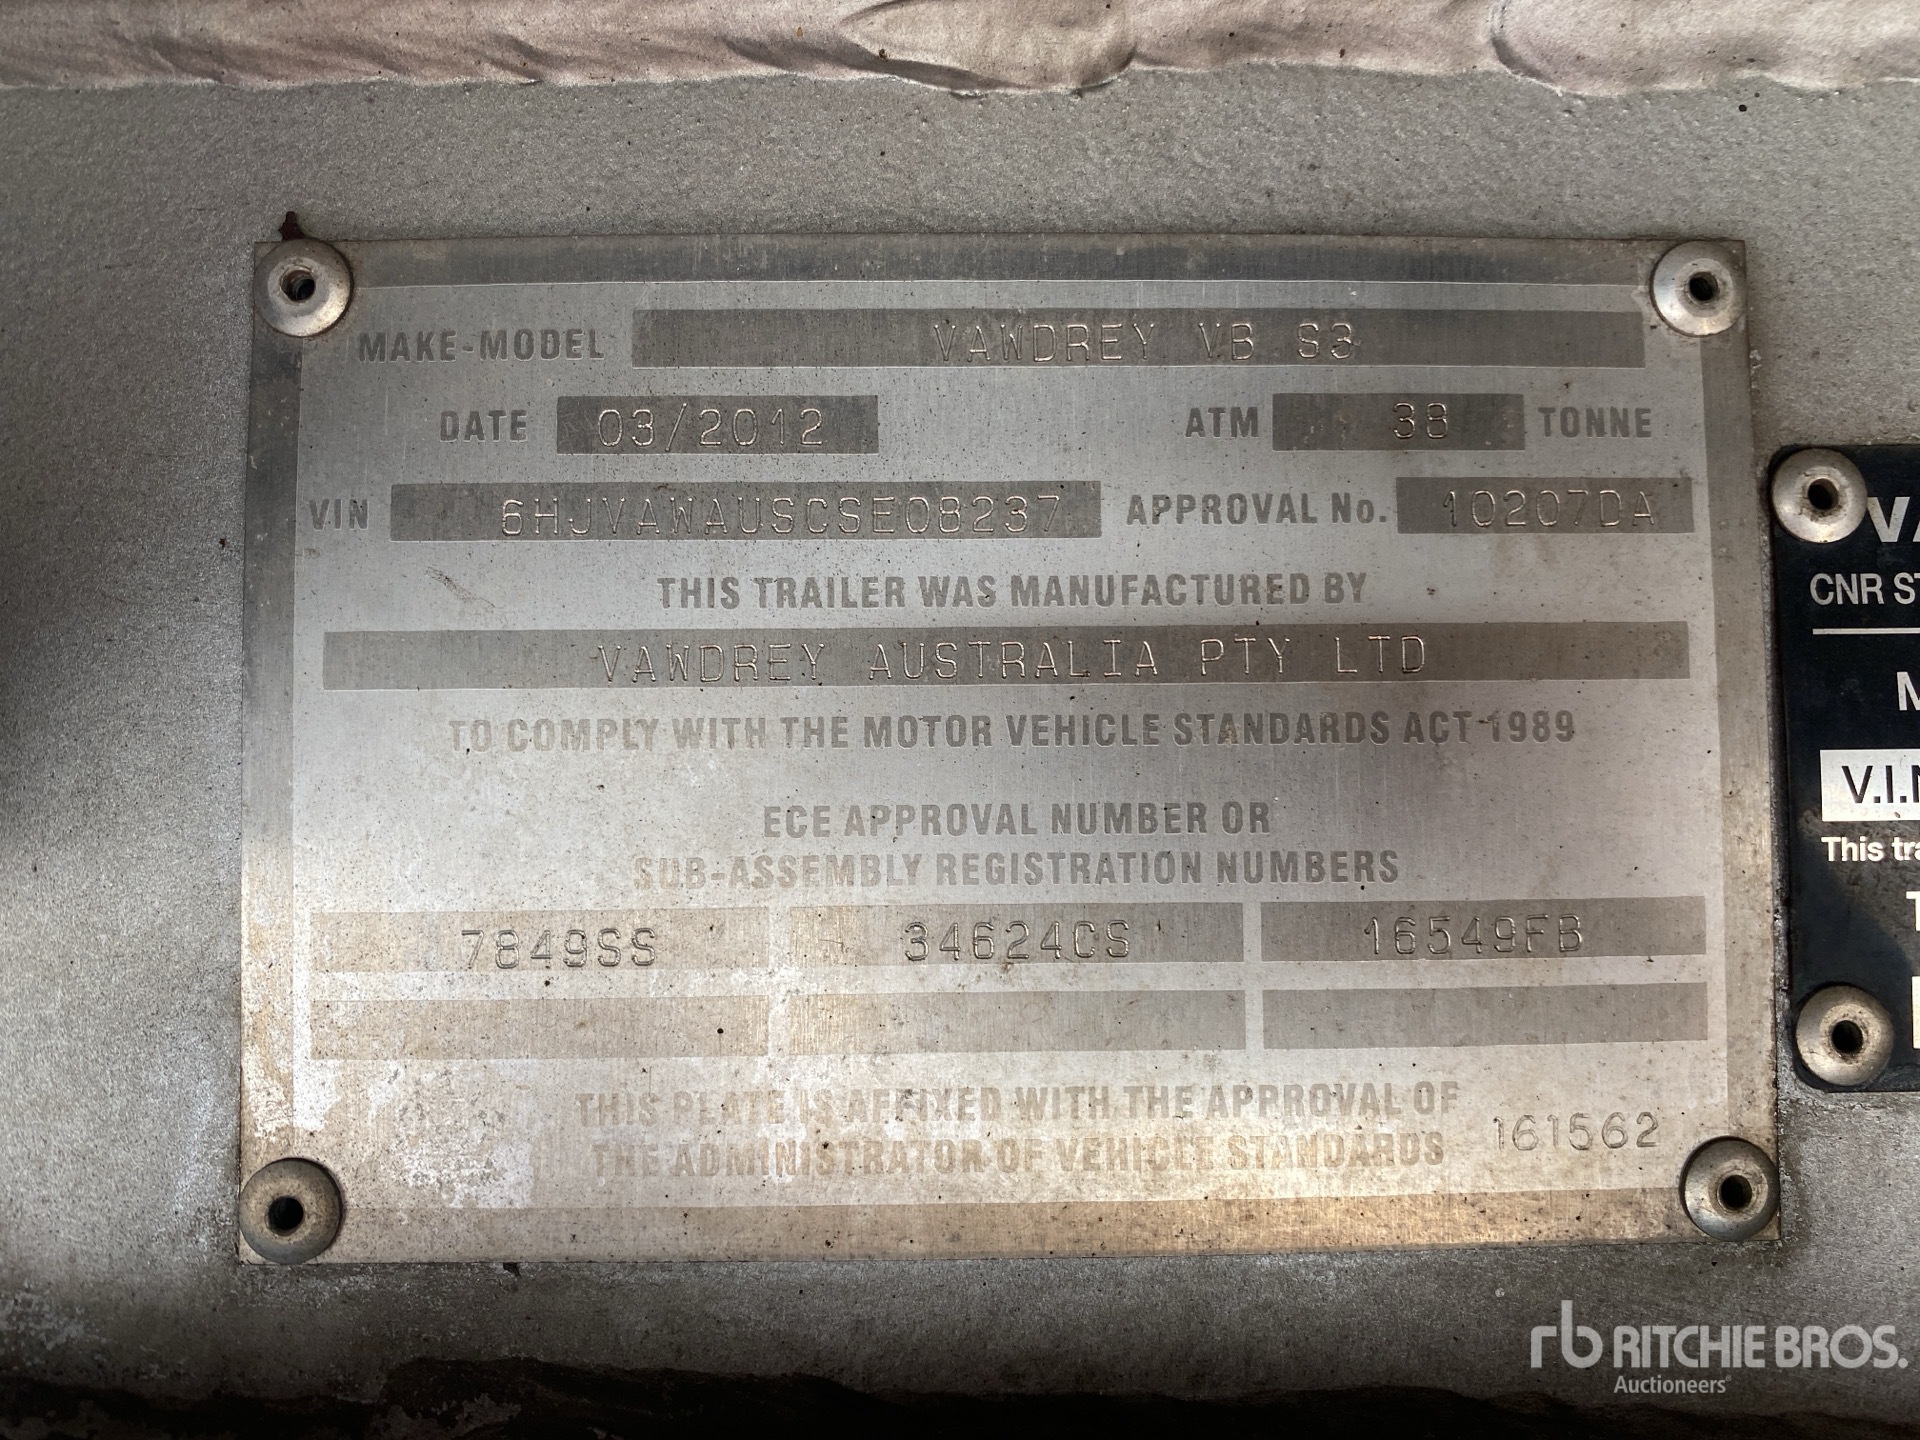 MAKE-MODEL VAWDREY VB S3
DATE 03/2012 ATM 38 TONNE
VIN 6HJVAWAUSCSE08237 APPROVAL No. 10207DA
THIS TRAILER WAS MANUFACTURED BY
VAWDREY AUSTRALIA PTY LTD
TO COMPLY WITH THE MOTOR VEHICLE STANDARDS ACT 1989
ECE APPROVAL NUMBER OR
SUB-ASSEMBLY REGISTRATION NUMBERS
7849SS 34624CS 16549FB
THIS PLATE IS AFFIXED WITH THE APPROVAL OF
THE ADMINISTRATOR OF VEHICLE STANDARDS
161562
CNR
V.I.N
This
rb RITCHIE BROS.
Auctioneers